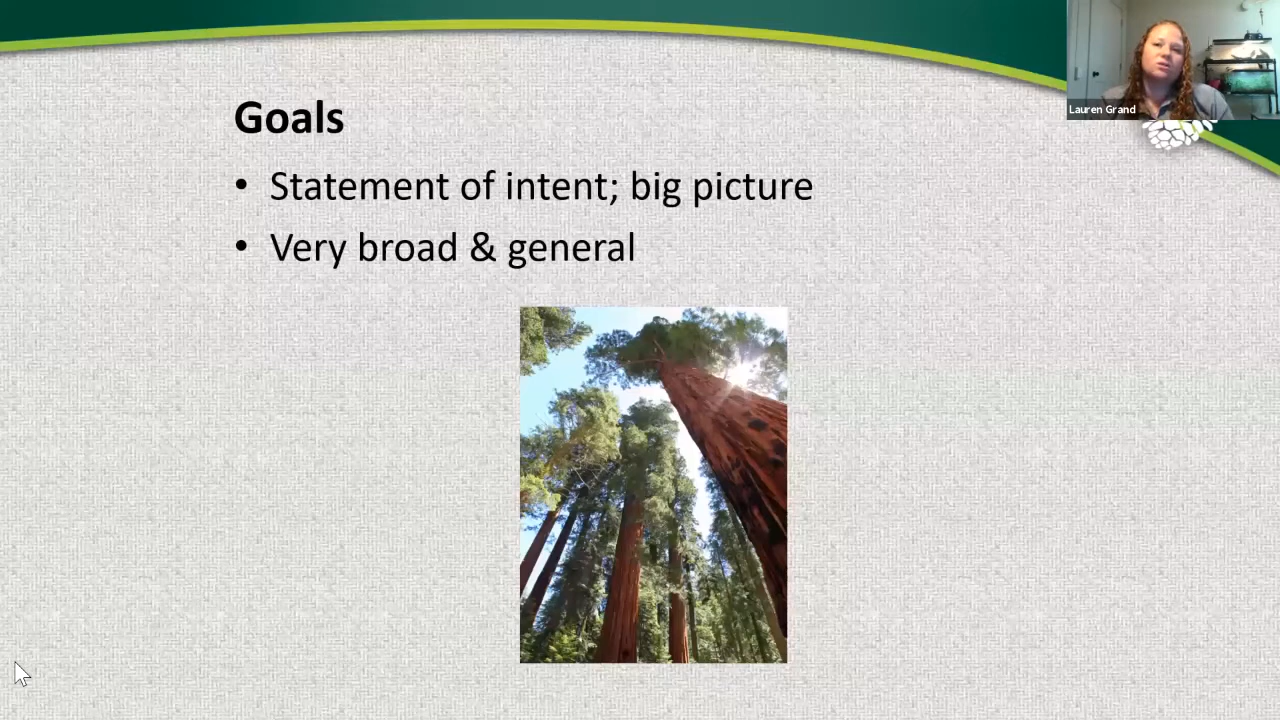 Lauren Grand
Goals
• Statement of intent; big picture
• Very broad & general